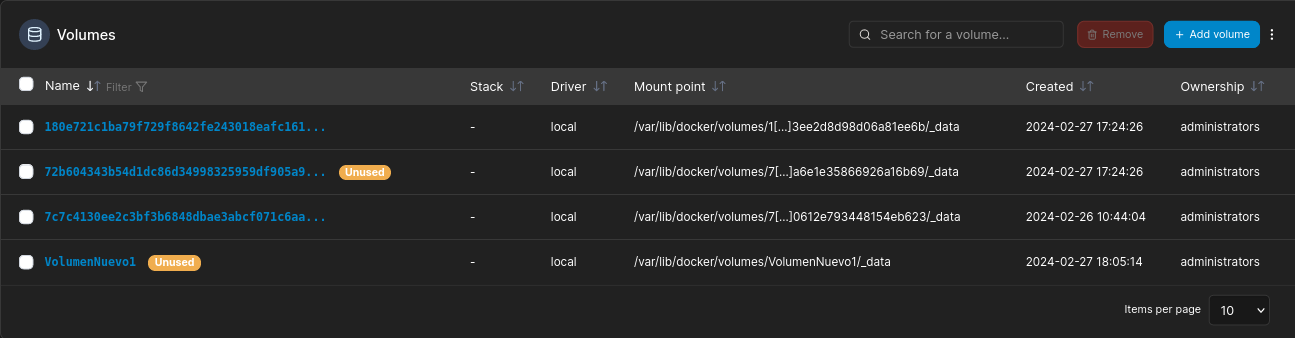 Volumes
Search for a volume...
Remove
+ Add volume
Name Filter Stack Driver Mount point Created Ownership
180e721c1ba79f729f8642fe243018eafc161... - local /var/lib/docker/volumes/1[...]3ee2d8d98d06a81ee6b/_data 2024-02-27 17:24:26 administrators
72b604343b54d1dc86d34998325959df905a9... Unused - local /var/lib/docker/volumes/7[...]a6e1e35866926a16b69/_data 2024-02-27 17:24:26 administrators
7c7c4130ee2c3bf3b6848dbae3abcf071c6aa... - local /var/lib/docker/volumes/7[...]0612e793448154eb623/_data 2024-02-26 10:44:04 administrators
VolumenNuevo1 Unused - local /var/lib/docker/volumes/VolumenNuevo1/_data 2024-02-27 18:05:14 administrators
Items per page 10